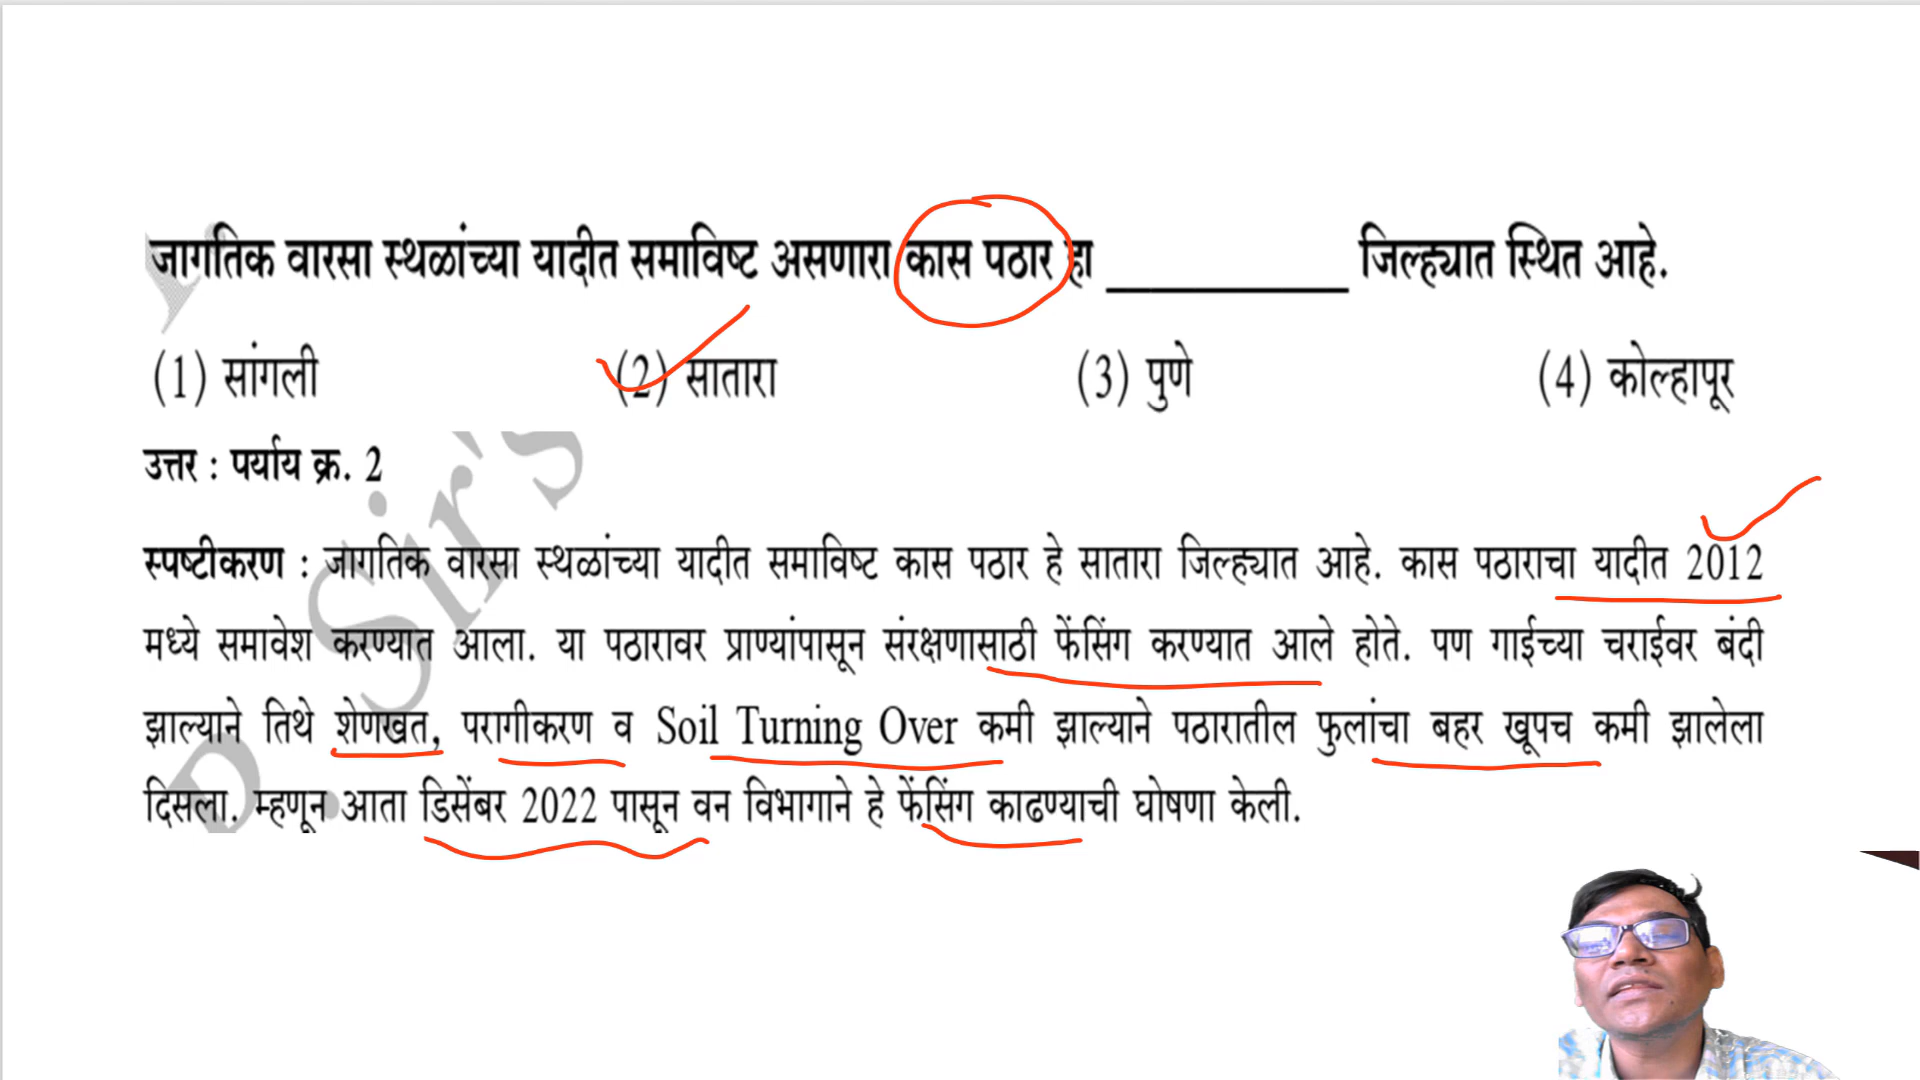 जागतिक वारसा स्थळांच्या यादीत समाविष्ट असणारा कास पठार हा __________ जिल्ह्यात स्थित आहे.
(1) सांगली (2) सातारा (3) पुणे (4) कोल्हापूर
उत्तर : पर्याय क्र. 2
स्पष्टीकरण : जागतिक वारसा स्थळांच्या यादीत समाविष्ट कास पठार हे सातारा जिल्ह्यात आहे. कास पठाराचा यादीत 2012
मध्ये समावेश करण्यात आला. या पठारावर प्राण्यांपासून संरक्षणासाठी फेंसिंग करण्यात आले होते. पण गाईच्या चराईवर बंदी
झाल्याने तिथे शेणखत, परागीकरण व Soil Turning Over कमी झाल्याने पठारातील फुलांचा बहर खूपच कमी झालेला
दिसला. म्हणून आता डिसेंबर 2022 पासून वन विभागाने हे फेंसिंग काढण्याची घोषणा केली.
Sir's